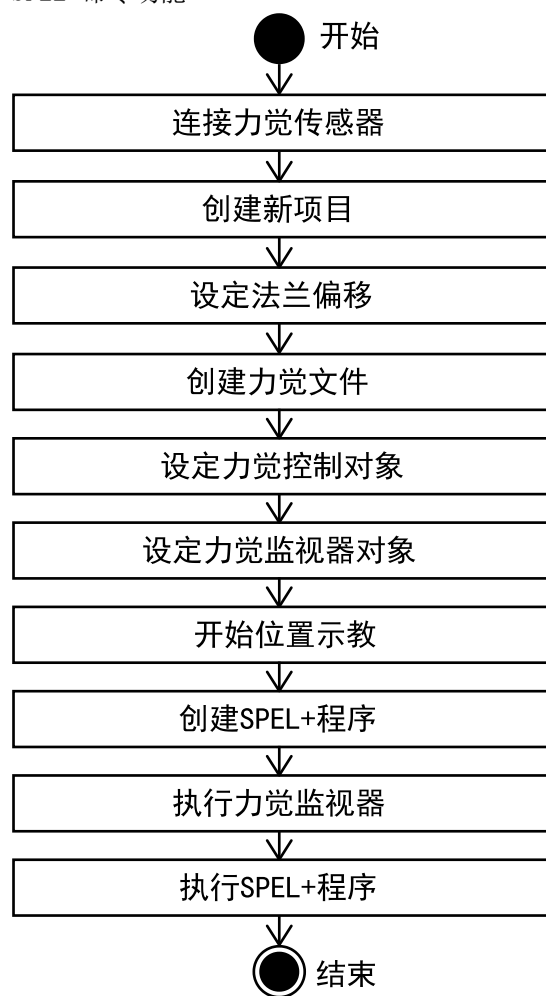 开始
连接力觉传感器
创建新项目
设定法兰偏移
创建力觉文件
设定力觉控制对象
设定力觉监视器对象
开始位置示教
创建SPEL+程序
执行力觉监视器
执行SPEL+程序
结束